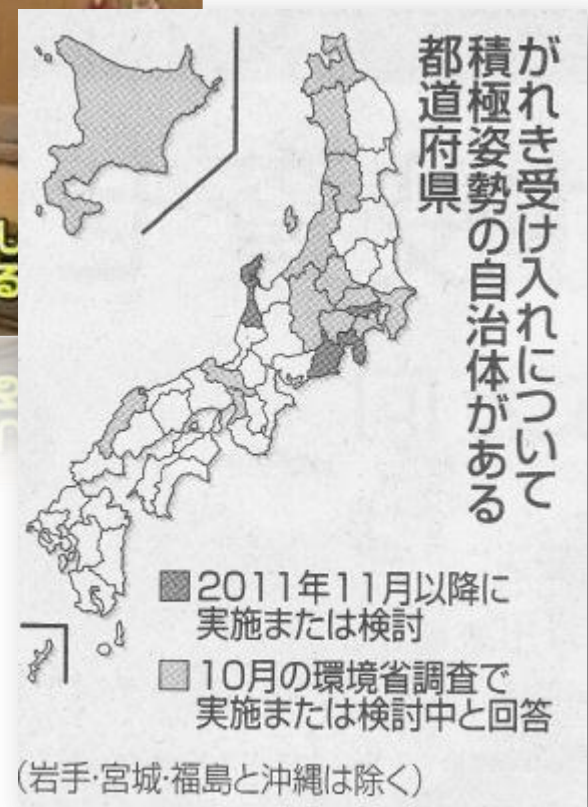 がれき受け入れについて
積極姿勢の自治体がある
都道府県
し
る
2011年11月以降に
実施または検討
10月の環境省調査で
実施または検討中と回答
(岩手・宮城・福島と沖縄は除く)